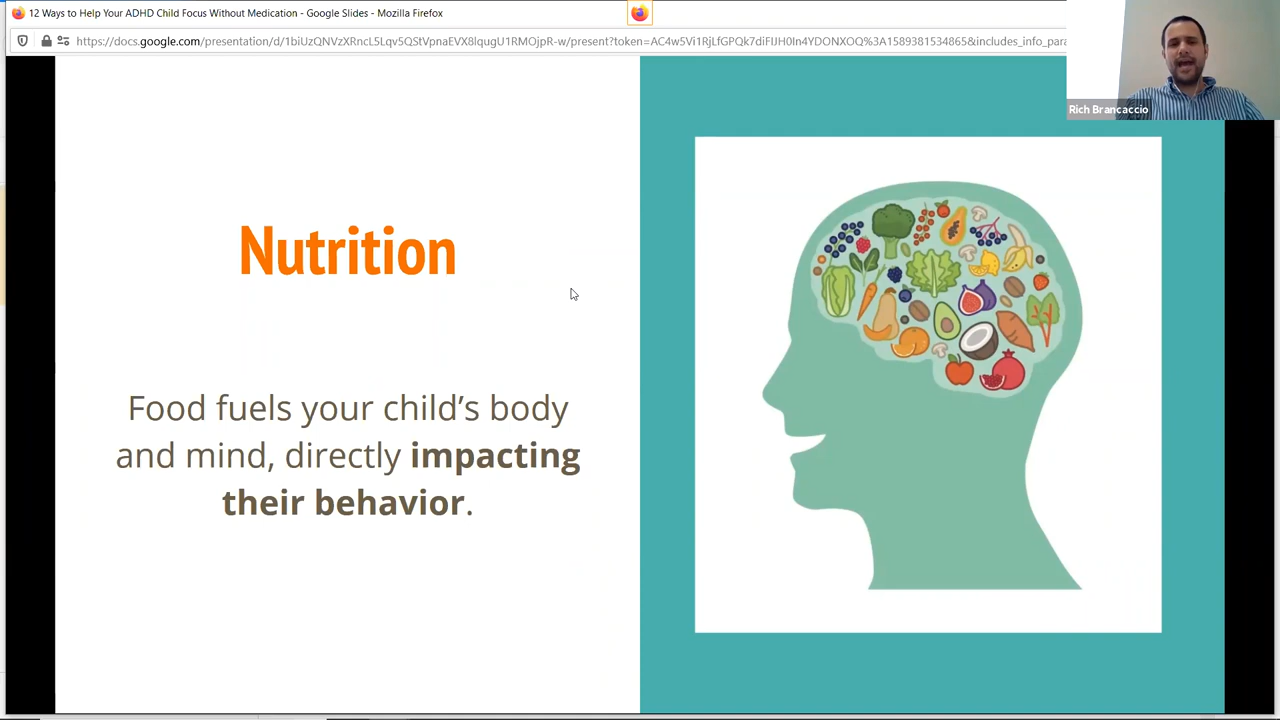 12 Ways to Help Your ADHD Child Focus Without Medication - Google Slides - Mozilla Firefox
https://docs.google.com/presentation/d/1biUzQNVzXRncL5Lqv5QStVpnaEVX8lqugU1RMOjpR-w/present?token=AC4w5Vi1RjLfGPQk7diFIJH0In4YDONXOQ%3A1589381534865&includes_info_para
Rich Brancaccio
Nutrition
Food fuels your child’s body
and mind, directly impacting
their behavior.